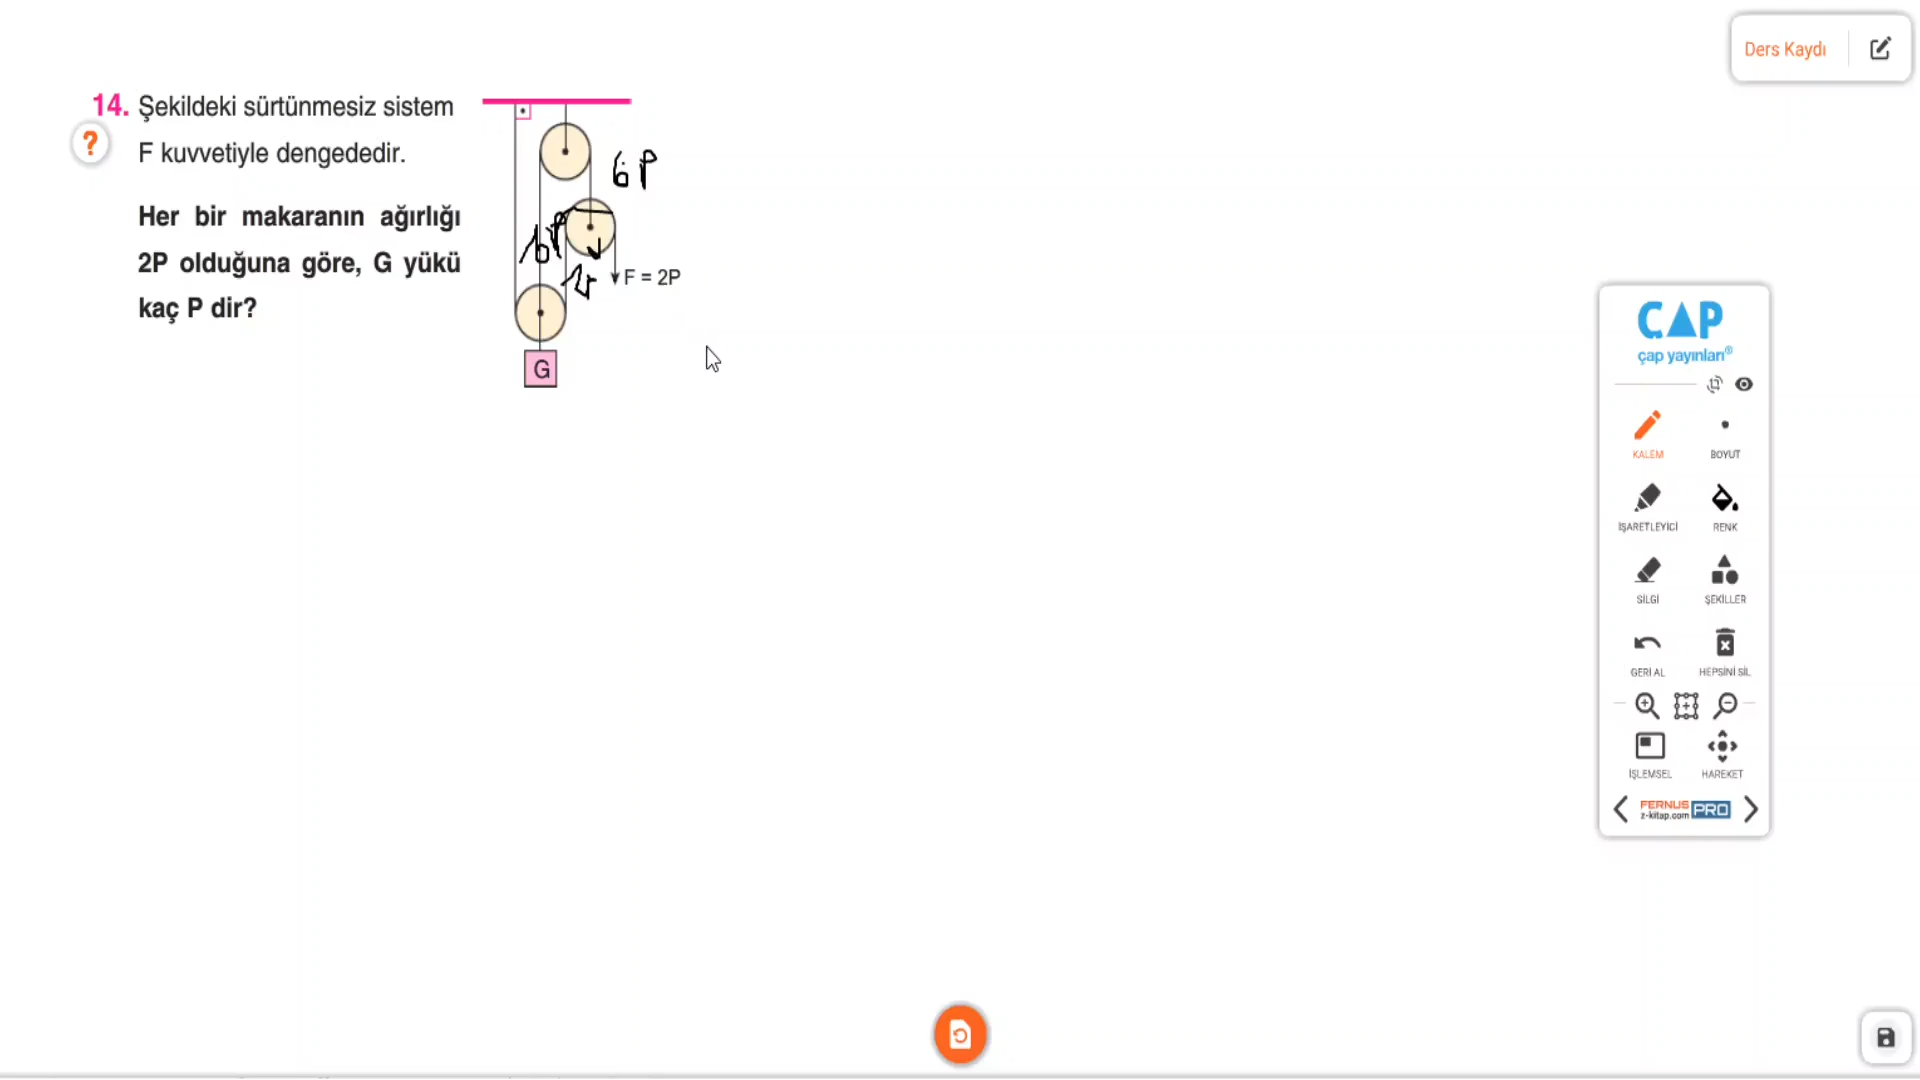 Ders Kaydı
14. Şekildeki sürtünmesiz sistem
F kuvvetiyle dengededir.
Her bir makaranın ağırlığı
2P olduğuna göre, G yükü
kaç P dir?
?
6P
F = 2P
G
ÇAP
çap yayınları®
KALEM
BOYUT
İŞARETLEYİCİ
RENK
SİLGİ
ŞEKİLLER
GERİ AL
HEPSİNİ SİL
İŞLEMSEL
HAREKET
FERNUS PRO
z-kitap.com